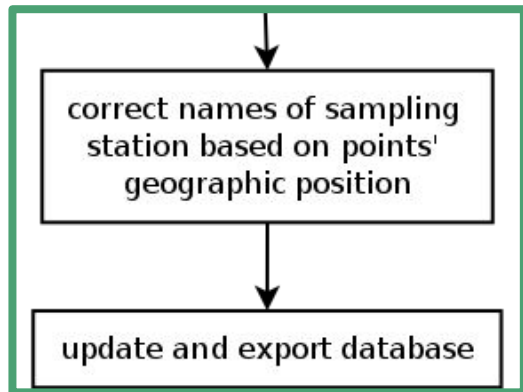 correct names of sampling
station based on points'
geographic position
update and export database